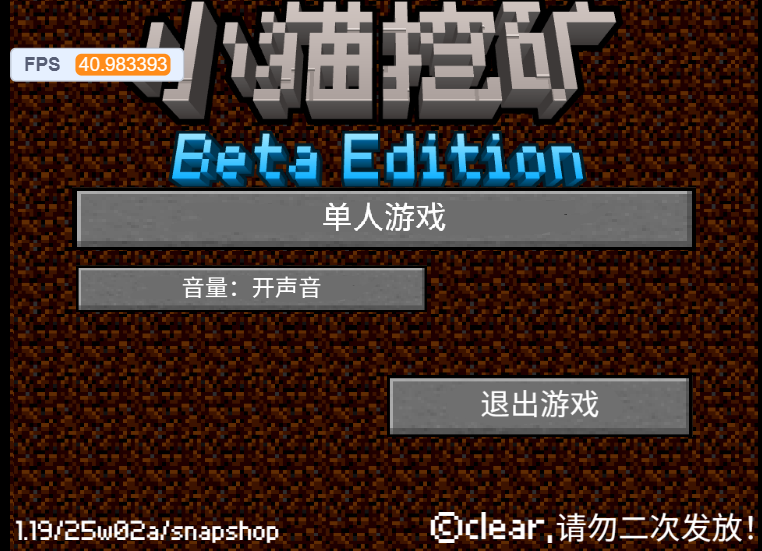 小猫挖矿
FPS 40.983393
Beta Edition
单人游戏
音量：开声音
退出游戏
1.19/25w02a/snapshop
©clear,请勿二次发放！